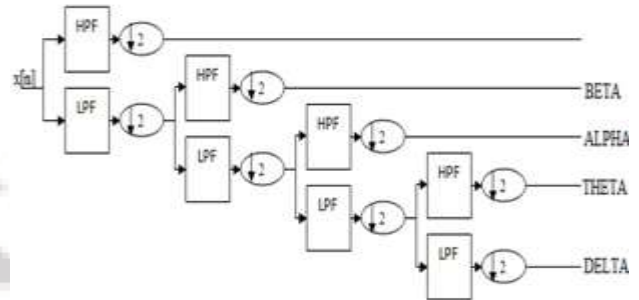 HPF 2
x[n]
LPF 2
HPF 2 BETA
LPF 2
HPF 2 ALPHA
LPF 2
HPF 2 THETA
LPF 2 DELTA